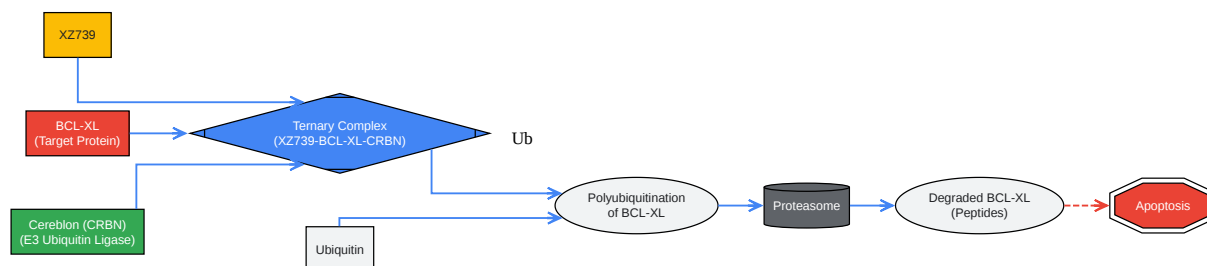 XZ739
BCL-XL
(Target Protein)
Cereblon (CRBN)
(E3 Ubiquitin Ligase)
Ternary Complex
(XZ739-BCL-XL-CRBN)
Ub
Ubiquitin
Polyubiquitination
of BCL-XL
Proteasome
Degraded BCL-XL
(Peptides)
Apoptosis